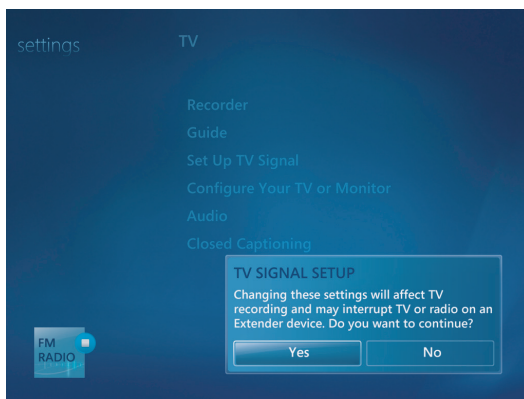 settings
TV
Recorder
Guide
Set Up TV Signal
Configure Your TV or Monitor
Audio
Closed Captioning
TV SIGNAL SETUP
Changing these settings will affect TV
recording and may interrupt TV or radio on an
Extender device. Do you want to continue?
Yes
No
FM
RADIO